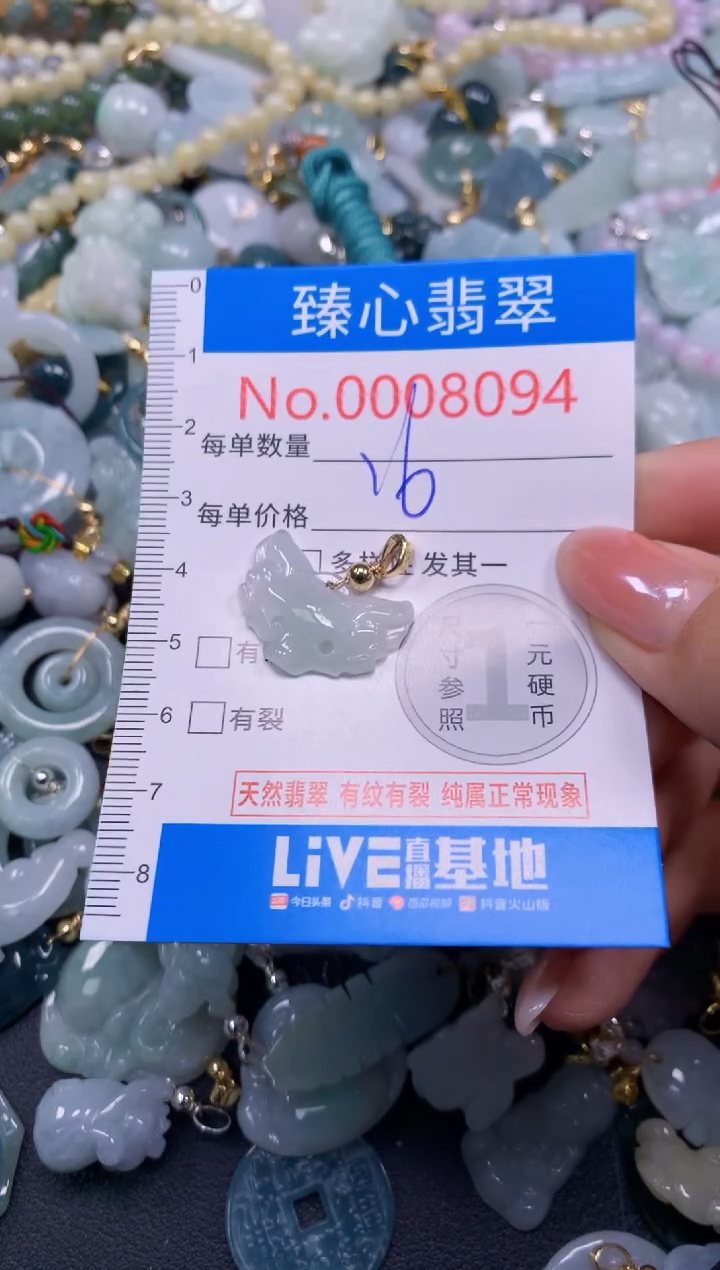 臻心翡翠
No.0008094
每单数量
每单价格
发其一
有
有裂
尺寸参照
1
一元硬币
天然翡翠 有纹有裂 纯属正常现象
LiVE直播基地
今日头条 抖音 西瓜视频 抖音火山版
0
1
2
3
4
5
6
7
8